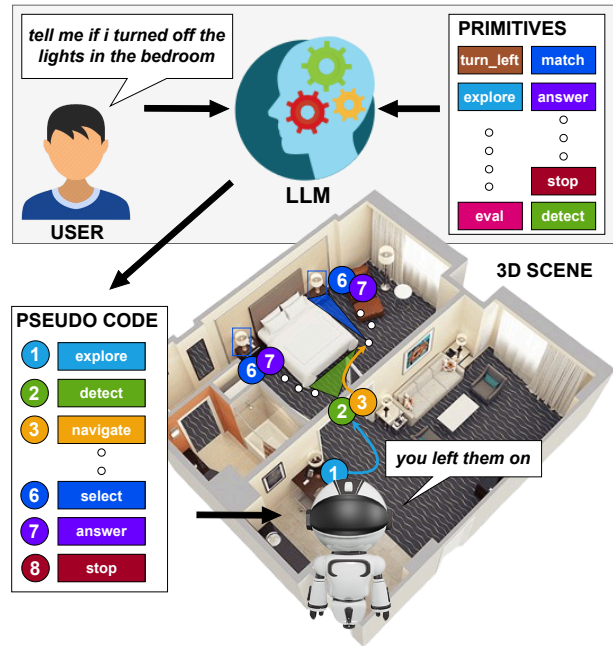 tell me if i turned off the
lights in the bedroom
USER
LLM
PRIMITIVES
turn_left
match
explore
answer
stop
eval
detect
3D SCENE
PSEUDO CODE
1 explore
2 detect
3 navigate
6 select
7 answer
8 stop
6
7
6
7
2
3
1
you left them on